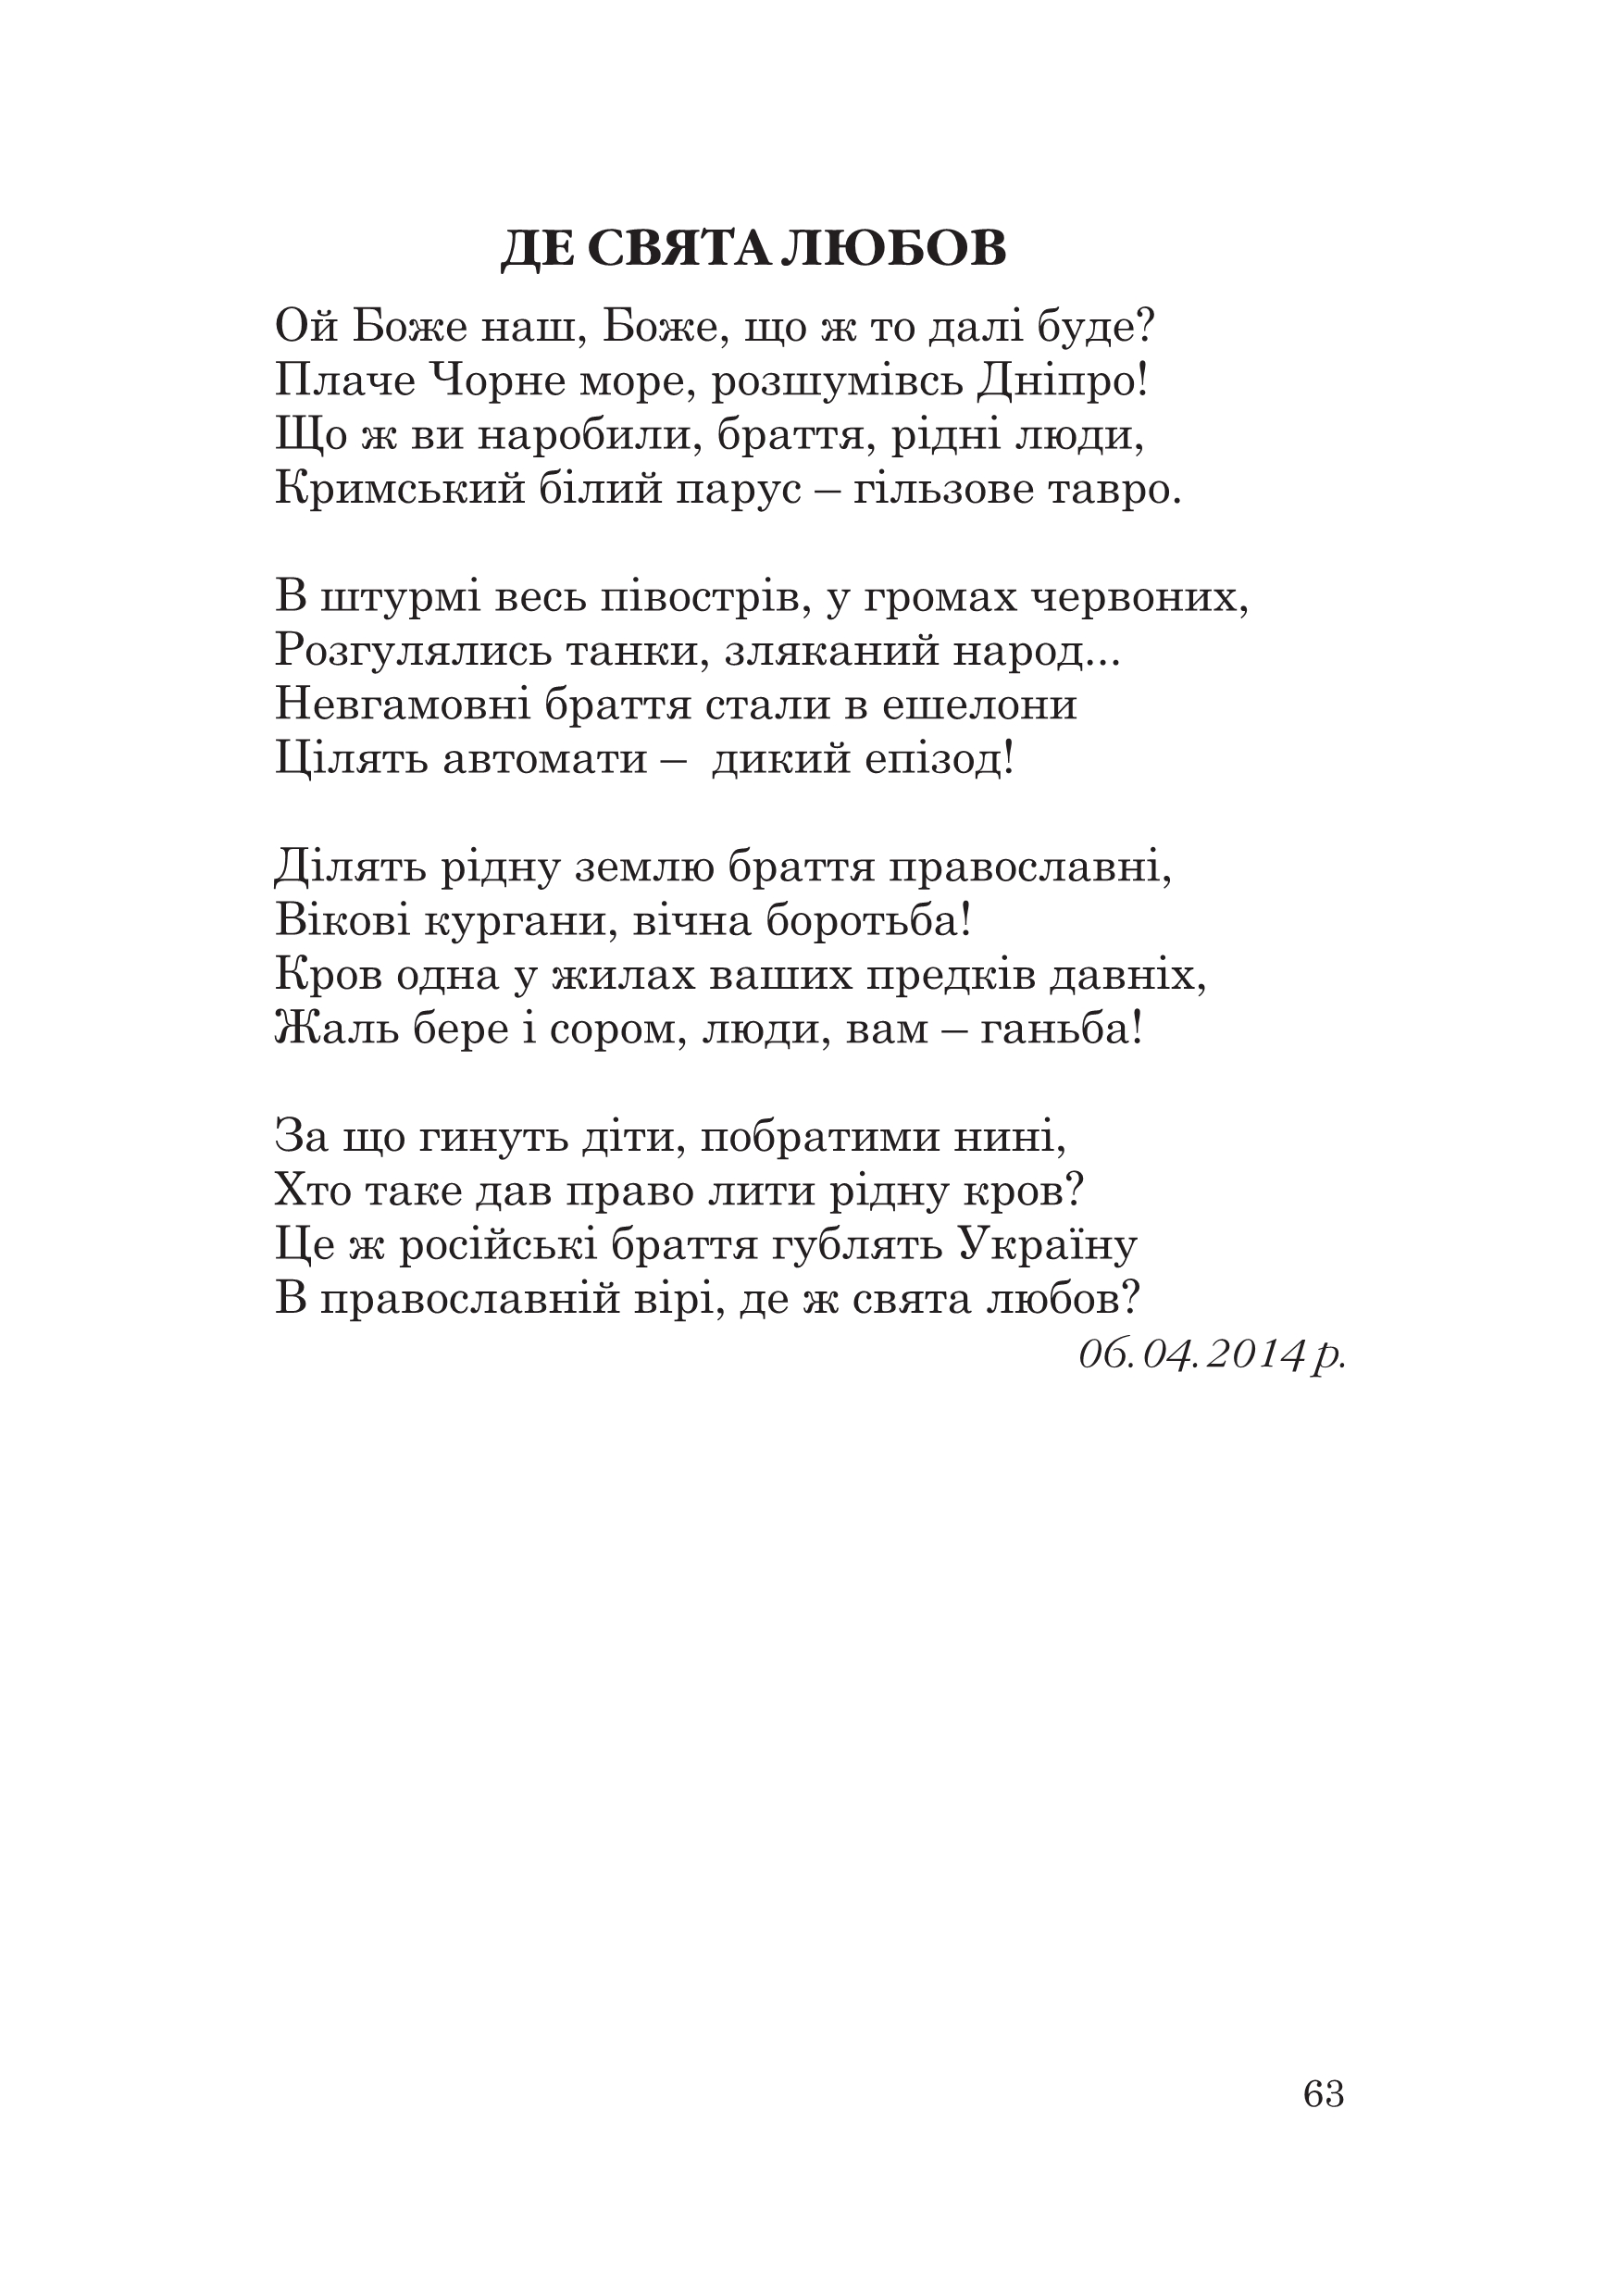 ДЕ СВЯТА ЛЮБОВ
Ой Боже наш, Боже, що ж то далі буде?
Плаче Чорне море, розшумівсь Дніпро!
Що ж ви наробили, браття, рідні люди,
Кримський білий парус – гільзове тавро.
В штурмі весь півострів, у громах червоних,
Розгулялись танки, зляканий народ...
Невгамовні браття стали в ешелони
Цілять автомати –  дикий епізод!
Ділять рідну землю браття православні,
Вікові кургани, вічна боротьба!
Кров одна у жилах ваших предків давніх,
Жаль бере і сором, люди, вам – ганьба!
За що гинуть діти, побратими нині,
Хто таке дав право лити рідну кров?
Це ж російські браття гублять Україну
В православній вірі, де ж свята любов?
06.04.2014 р.
63